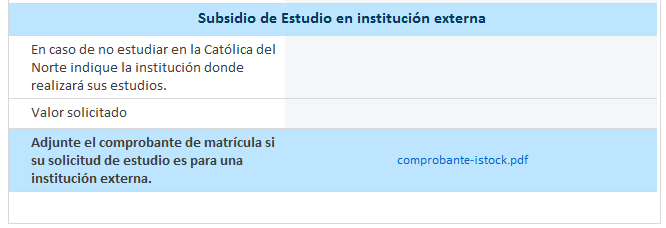 Subsidio de Estudio en institución externa
En caso de no estudiar en la Católica del
Norte indique la institución donde
realizará sus estudios.
Valor solicitado
Adjunte el comprobante de matrícula si
su solicitud de estudio es para una
institución externa.
comprobante-istock.pdf